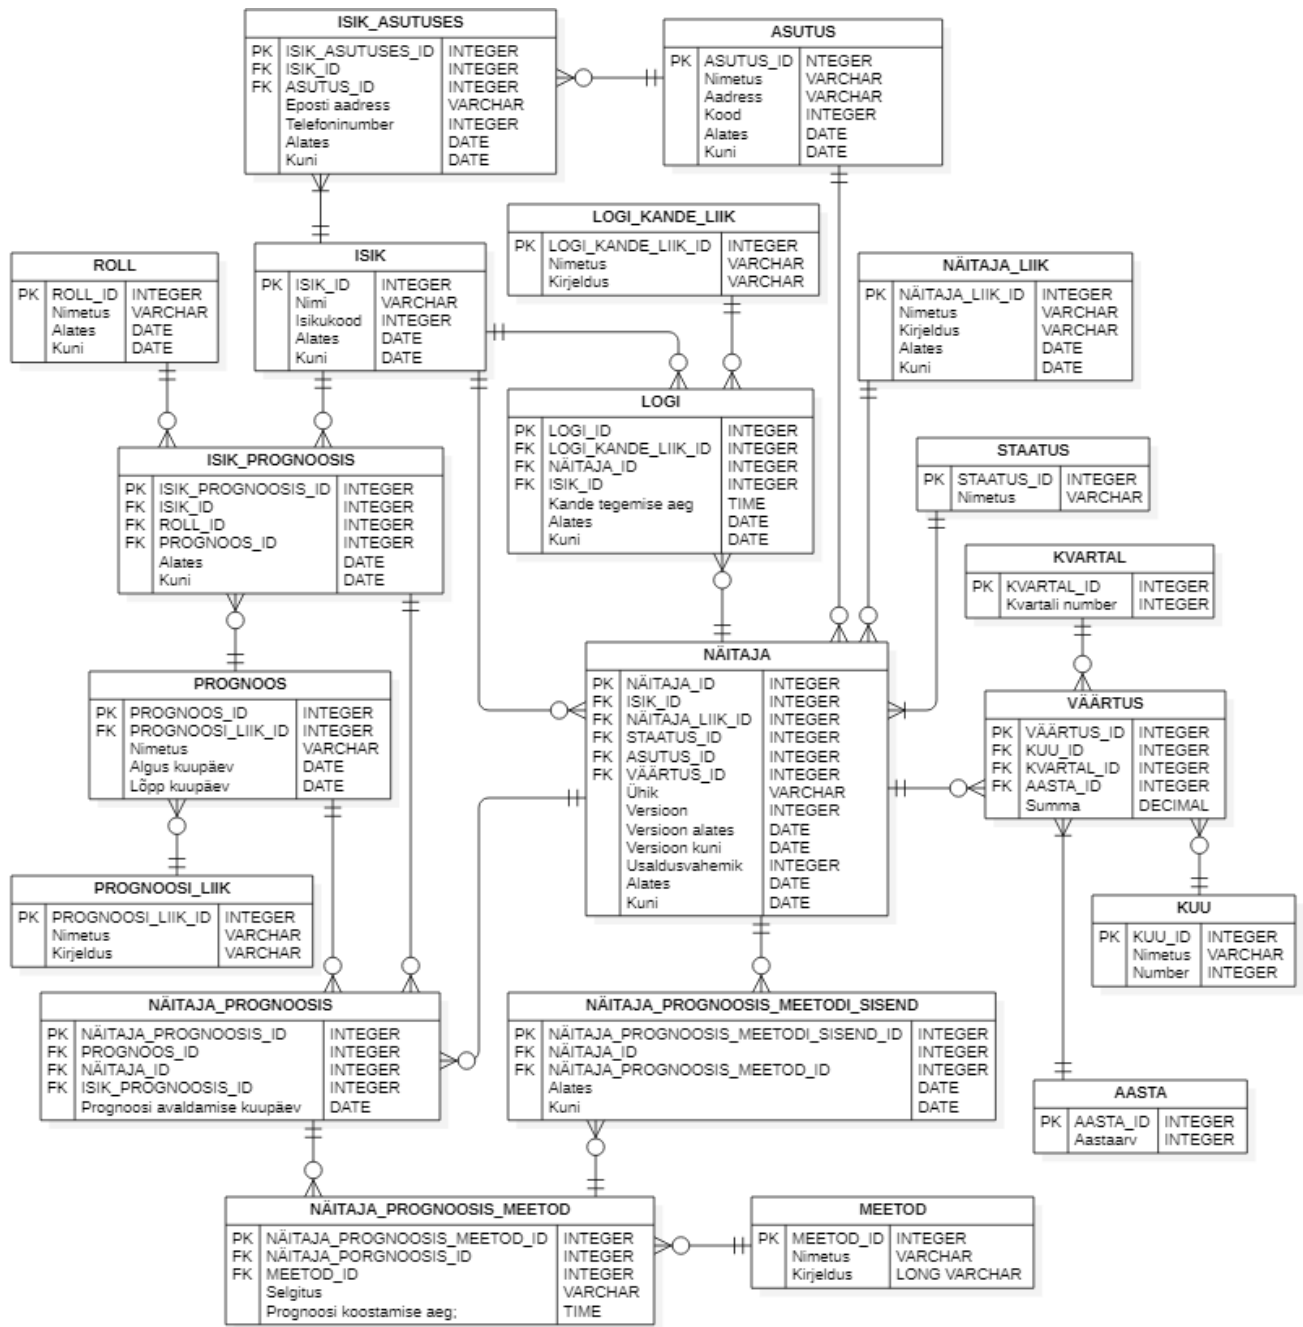 ISIK_ASUTUSES
PK ISIK_ASUTUSES_ID INTEGER
FK ISIK_ID INTEGER
FK ASUTUS_ID INTEGER
Eposti aadress VARCHAR
Telefoninumber INTEGER
Alates DATE
Kuni DATE
ASUTUS
PK ASUTUS_ID NTEGER
Nimetus VARCHAR
Aadress VARCHAR
Kood INTEGER
Alates DATE
Kuni DATE
LOGI_KANDE_LIIK
PK LOGI_KANDE_LIIK_ID INTEGER
Nimetus VARCHAR
Kirjeldus VARCHAR
ROLL
PK ROLL_ID INTEGER
Nimetus VARCHAR
Alates DATE
Kuni DATE
ISIK
PK ISIK_ID INTEGER
Nimi VARCHAR
Isikukood INTEGER
Alates DATE
Kuni DATE
NÄITAJA_LIIK
PK NÄITAJA_LIIK_ID INTEGER
Nimetus VARCHAR
Kirjeldus VARCHAR
Alates DATE
Kuni DATE
LOGI
PK LOGI_ID INTEGER
FK LOGI_KANDE_LIIK_ID INTEGER
FK NÄITAJA_ID INTEGER
FK ISIK_ID INTEGER
Kande tegemise aeg TIME
Alates DATE
Kuni DATE
ISIK_PROGNOOSIS
PK ISIK_PROGNOOSIS_ID INTEGER
FK ISIK_ID INTEGER
FK ROLL_ID INTEGER
FK PROGNOOS_ID INTEGER
Alates DATE
Kuni DATE
STAATUS
PK STAATUS_ID INTEGER
Nimetus VARCHAR
KVARTAL
PK KVARTAL_ID INTEGER
Kvartali number INTEGER
NÄITAJA
PK NÄITAJA_ID INTEGER
FK ISIK_ID INTEGER
FK NÄITAJA_LIIK_ID INTEGER
FK STAATUS_ID INTEGER
FK ASUTUS_ID INTEGER
FK VÄÄRTUS_ID INTEGER
Ühik VARCHAR
Versioon INTEGER
Versioon alates DATE
Versioon kuni DATE
Usaldusvahemik INTEGER
Alates DATE
Kuni DATE
PROGNOOS
PK PROGNOOS_ID INTEGER
FK PROGNOOSI_LIIK_ID INTEGER
Nimetus VARCHAR
Algus kuupäev DATE
Lõpp kuupäev DATE
VÄÄRTUS
PK VÄÄRTUS_ID INTEGER
FK KUU_ID INTEGER
FK KVARTAL_ID INTEGER
FK AASTA_ID INTEGER
Summa DECIMAL
PROGNOOSI_LIIK
PK PROGNOOSI_LIIK_ID INTEGER
Nimetus VARCHAR
Kirjeldus VARCHAR
KUU
PK KUU_ID INTEGER
Nimetus VARCHAR
Number INTEGER
NÄITAJA_PROGNOOSIS
PK NÄITAJA_PROGNOOSIS_ID INTEGER
FK PROGNOOS_ID INTEGER
FK NÄITAJA_ID INTEGER
FK ISIK_PROGNOOSIS_ID INTEGER
Prognoosi avaldamise kuupäev DATE
NÄITAJA_PROGNOOSIS_MEETODI_SISEND
PK NÄITAJA_PROGNOOSIS_MEETODI_SISEND_ID INTEGER
FK NÄITAJA_ID INTEGER
FK NÄITAJA_PROGNOOSIS_MEETOD_ID INTEGER
Alates DATE
Kuni DATE
AASTA
PK AASTA_ID INTEGER
Aastaarv INTEGER
NÄITAJA_PROGNOOSIS_MEETOD
PK NÄITAJA_PROGNOOSIS_MEETOD_ID INTEGER
FK NÄITAJA_PORGNOOSIS_ID INTEGER
FK MEETOD_ID INTEGER
Selgitus VARCHAR
Prognoosi koostamise aeg; TIME
MEETOD
PK MEETOD_ID INTEGER
Nimetus VARCHAR
Kirjeldus LONG VARCHAR